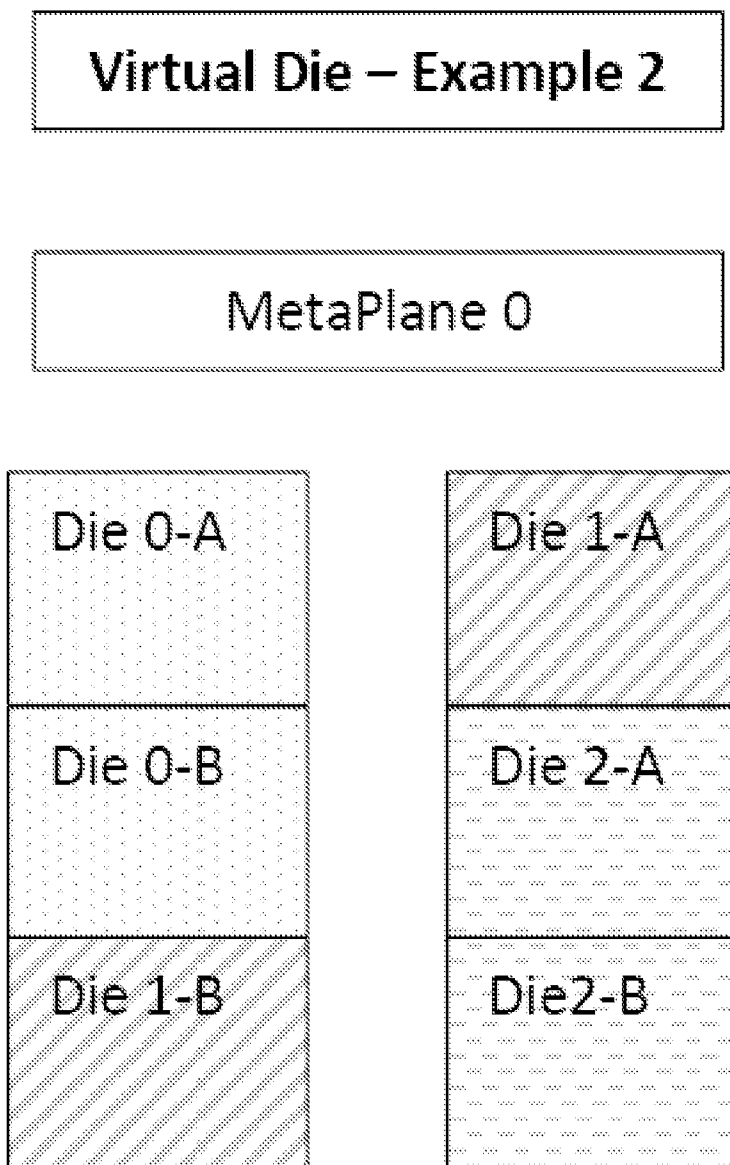 Virtual Die – Example 2
MetaPlane 0
Die 0-A
Die 0-B
Die 1-B
Die 1-A
Die 2-A
Die2-B